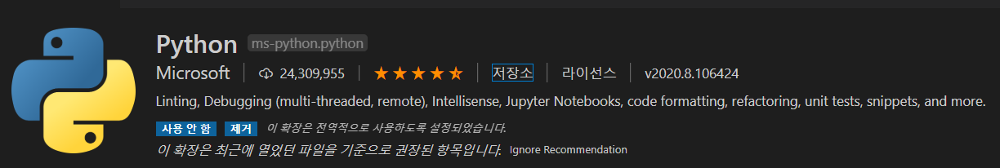 Python ms-python.python
Microsoft 24,309,955 저장소 라이선스 v2020.8.106424
Linting, Debugging (multi-threaded, remote), Intellisense, Jupyter Notebooks, code formatting, refactoring, unit tests, snippets, and more.
사용 안 함 제거 이 확장은 전역적으로 사용하도록 설정되었습니다.
이 확장은 최근에 열었던 파일을 기준으로 권장된 항목입니다. Ignore Recommendation